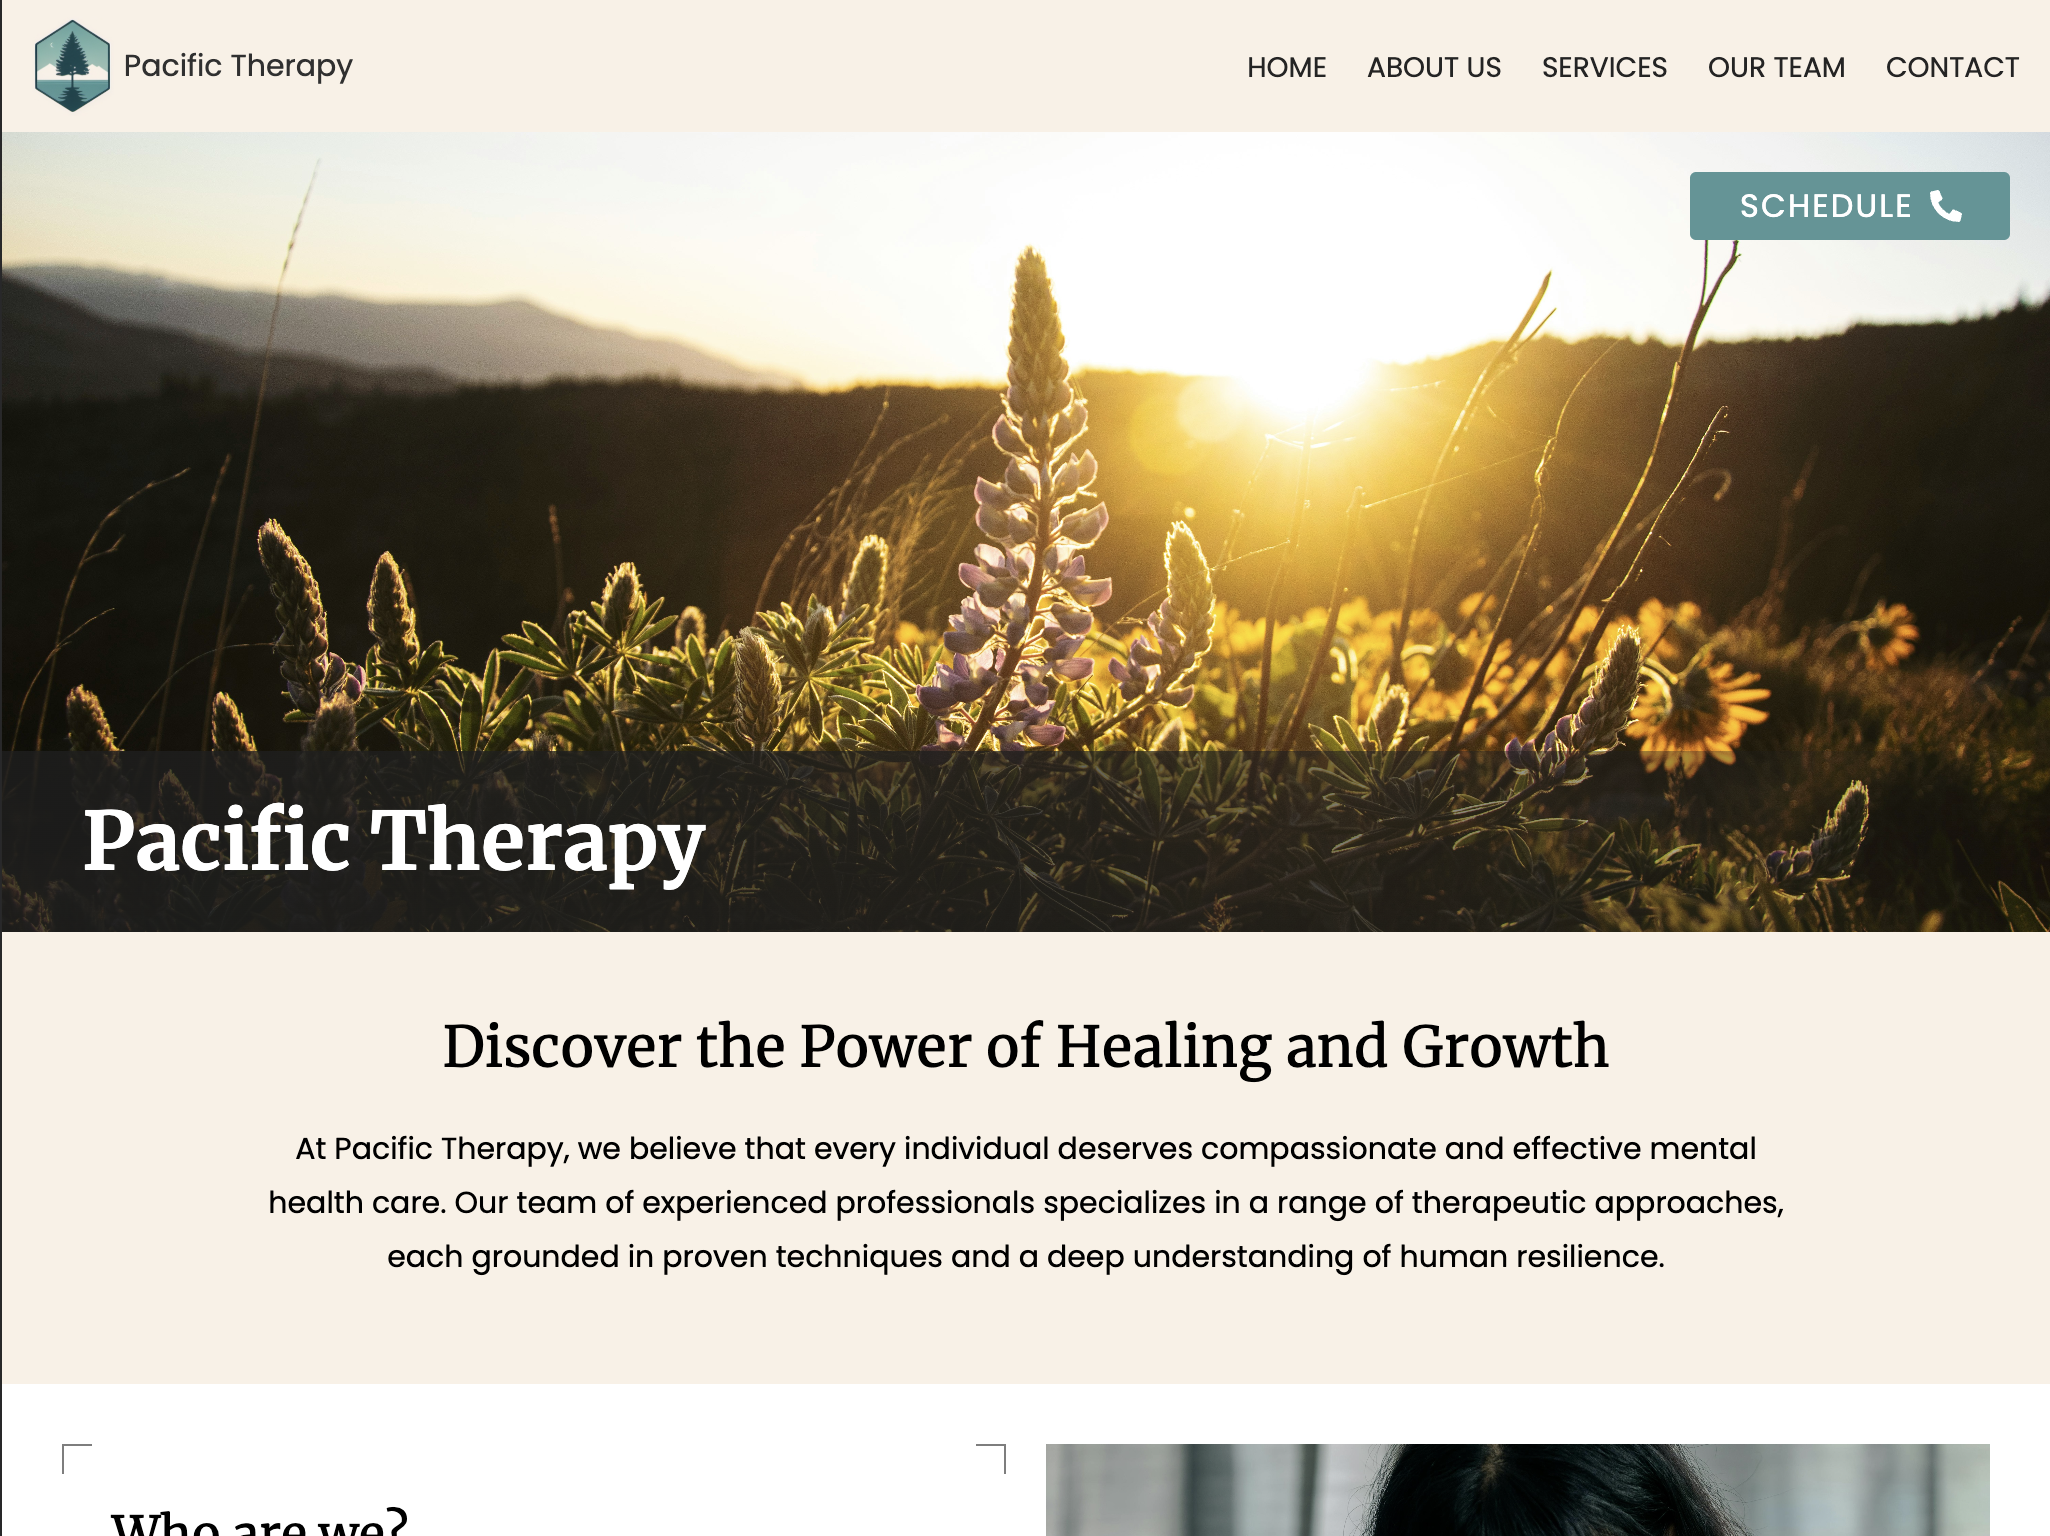 Pacific Therapy
HOME ABOUT US SERVICES OUR TEAM CONTACT
SCHEDULE
Pacific Therapy
Discover the Power of Healing and Growth
At Pacific Therapy, we believe that every individual deserves compassionate and effective mental
health care. Our team of experienced professionals specializes in a range of therapeutic approaches,
each grounded in proven techniques and a deep understanding of human resilience.
Who are we?